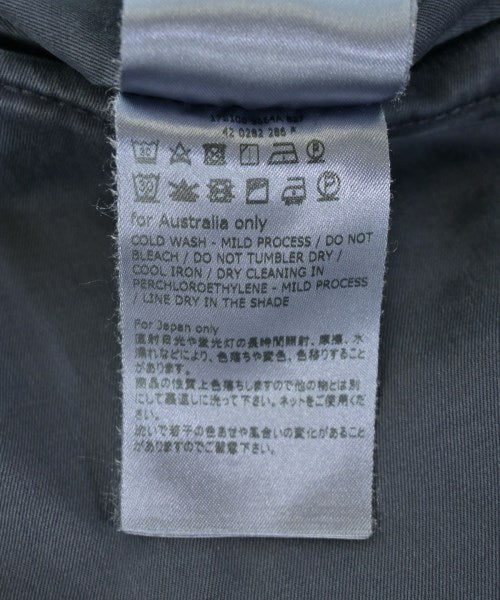 42 0292 286 A
for Australia only
COLD WASH - MILD PROCESS / DO NOT
BLEACH / DO NOT TUMBLER DRY /
COOL IRON / DRY CLEANING IN
PERCHLOROETHYLENE - MILD PROCESS
/ LINE DRY IN THE SHADE
For Japan only
直射日光や蛍光灯の長時間照射、摩擦、水
濡れなどにより、色落ちや変色、色移りすること
があります。
商品の性質上色落ちしますので他の物とは別
にして裏返しに洗って下さい。ネットをご使用くだ
さい。
洗いで若干の色あせや風合いの変化があること
がありますのでご留意下さい。